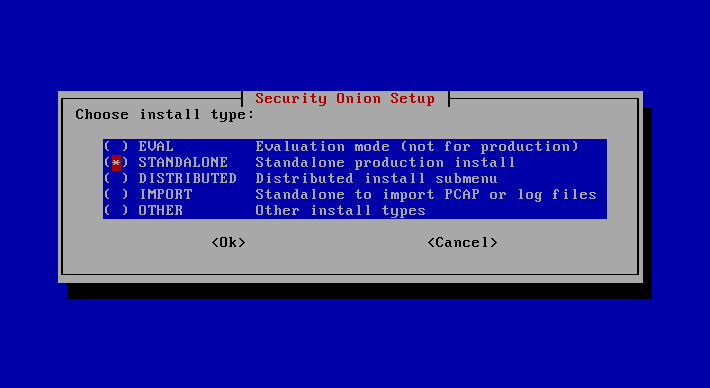 Security Onion Setup
Choose install type:
( ) EVAL Evaluation mode (not for production)
(*) STANDALONE Standalone production install
( ) DISTRIBUTED Distributed install submenu
( ) IMPORT Standalone to import PCAP or log files
( ) OTHER Other install types
<Ok> <Cancel>